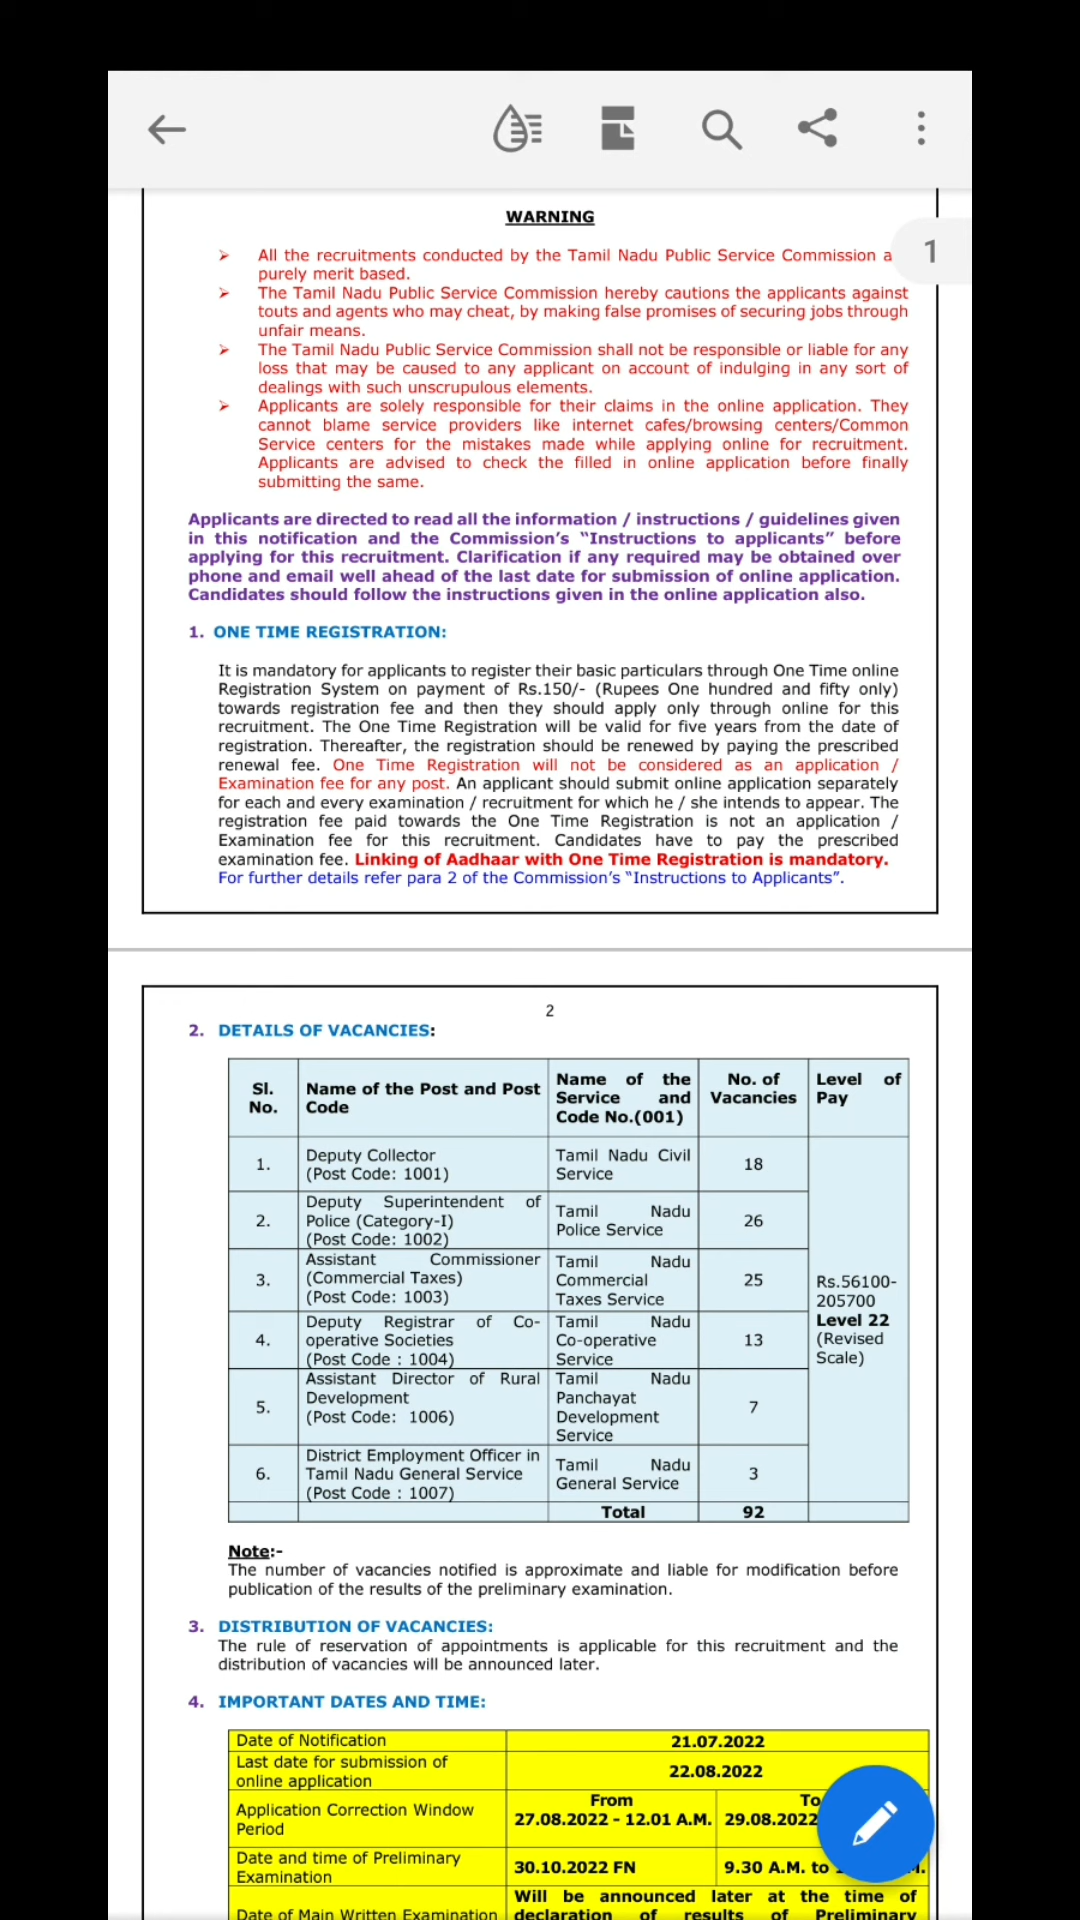 WARNING
1
➢ All the recruitments conducted by the Tamil Nadu Public Service Commission
purely merit based.
➢ The Tamil Nadu Public Service Commission hereby cautions the applicants against
touts and agents who may cheat, by making false promises of securing jobs through
unfair means.
➢ The Tamil Nadu Public Service Commission shall not be responsible or liable for any
loss that may be caused to any applicant on account of indulging in any sort of
dealings with such unscrupulous elements.
➢ Applicants are solely responsible for their claims in the online application. They
cannot blame service providers like internet cafes/browsing centers/Common
Service centers for the mistakes made while applying online for recruitment.
Applicants are advised to check the filled in online application before finally
submitting the same.
Applicants are directed to read all the information / instructions / guidelines given
in this notification and the Commission's “Instructions to applicants” before
applying for this recruitment. Clarification if any required may be obtained over
phone and email well ahead of the last date for submission of online application.
Candidates should follow the instructions given in the online application also.
1. ONE TIME REGISTRATION:
It is mandatory for applicants to register their basic particulars through One Time online
Registration System on payment of Rs.150/- (Rupees One hundred and fifty only)
towards registration fee and then they should apply only through online for this
recruitment. The One Time Registration will be valid for five years from the date of
registration. Thereafter, the registration should be renewed by paying the prescribed
renewal fee. One Time Registration will not be considered as an application /
Examination fee for any post. An applicant should submit online application separately
for each and every examination / recruitment for which he / she intends to appear. The
registration fee paid towards the One Time Registration is not an application /
Examination fee for this recruitment. Candidates have to pay the prescribed
examination fee. Linking of Aadhaar with One Time Registration is mandatory.
For further details refer para 2 of the Commission's “Instructions to Applicants”.
2
2. DETAILS OF VACANCIES:
Sl. No. | Name of the Post and Post Code | Name of the Service and Code No.(001) | No. of Vacancies | Level of Pay
1. Deputy Collector (Post Code: 1001) Tamil Nadu Civil Service 18
2. Deputy Superintendent of Police (Category-I) (Post Code: 1002) Tamil Nadu Police Service 26
3. Assistant Commissioner (Commercial Taxes) (Post Code: 1003) Tamil Nadu Commercial Taxes Service 25
Rs.56100-
205700
Level 22
(Revised
Scale)
4. Deputy Registrar of Co-operative Societies (Post Code : 1004) Tamil Nadu Co-operative Service 13
5. Assistant Director of Rural Development (Post Code: 1006) Tamil Nadu Panchayat Development Service 7
6. District Employment Officer in Tamil Nadu General Service (Post Code : 1007) Tamil Nadu General Service 3
Total 92
Note:-
The number of vacancies notified is approximate and liable for modification before
publication of the results of the preliminary examination.
3. DISTRIBUTION OF VACANCIES:
The rule of reservation of appointments is applicable for this recruitment and the
distribution of vacancies will be announced later.
4. IMPORTANT DATES AND TIME:
Date of Notification 21.07.2022
Last date for submission of online application 22.08.2022
Application Correction Window Period From 27.08.2022 - 12.01 A.M. To 29.08.2022
Date and time of Preliminary Examination 30.10.2022 FN 9.30 A.M. to
Date of Main Written Examination Will be announced later at the time of
declaration of results of Preliminary